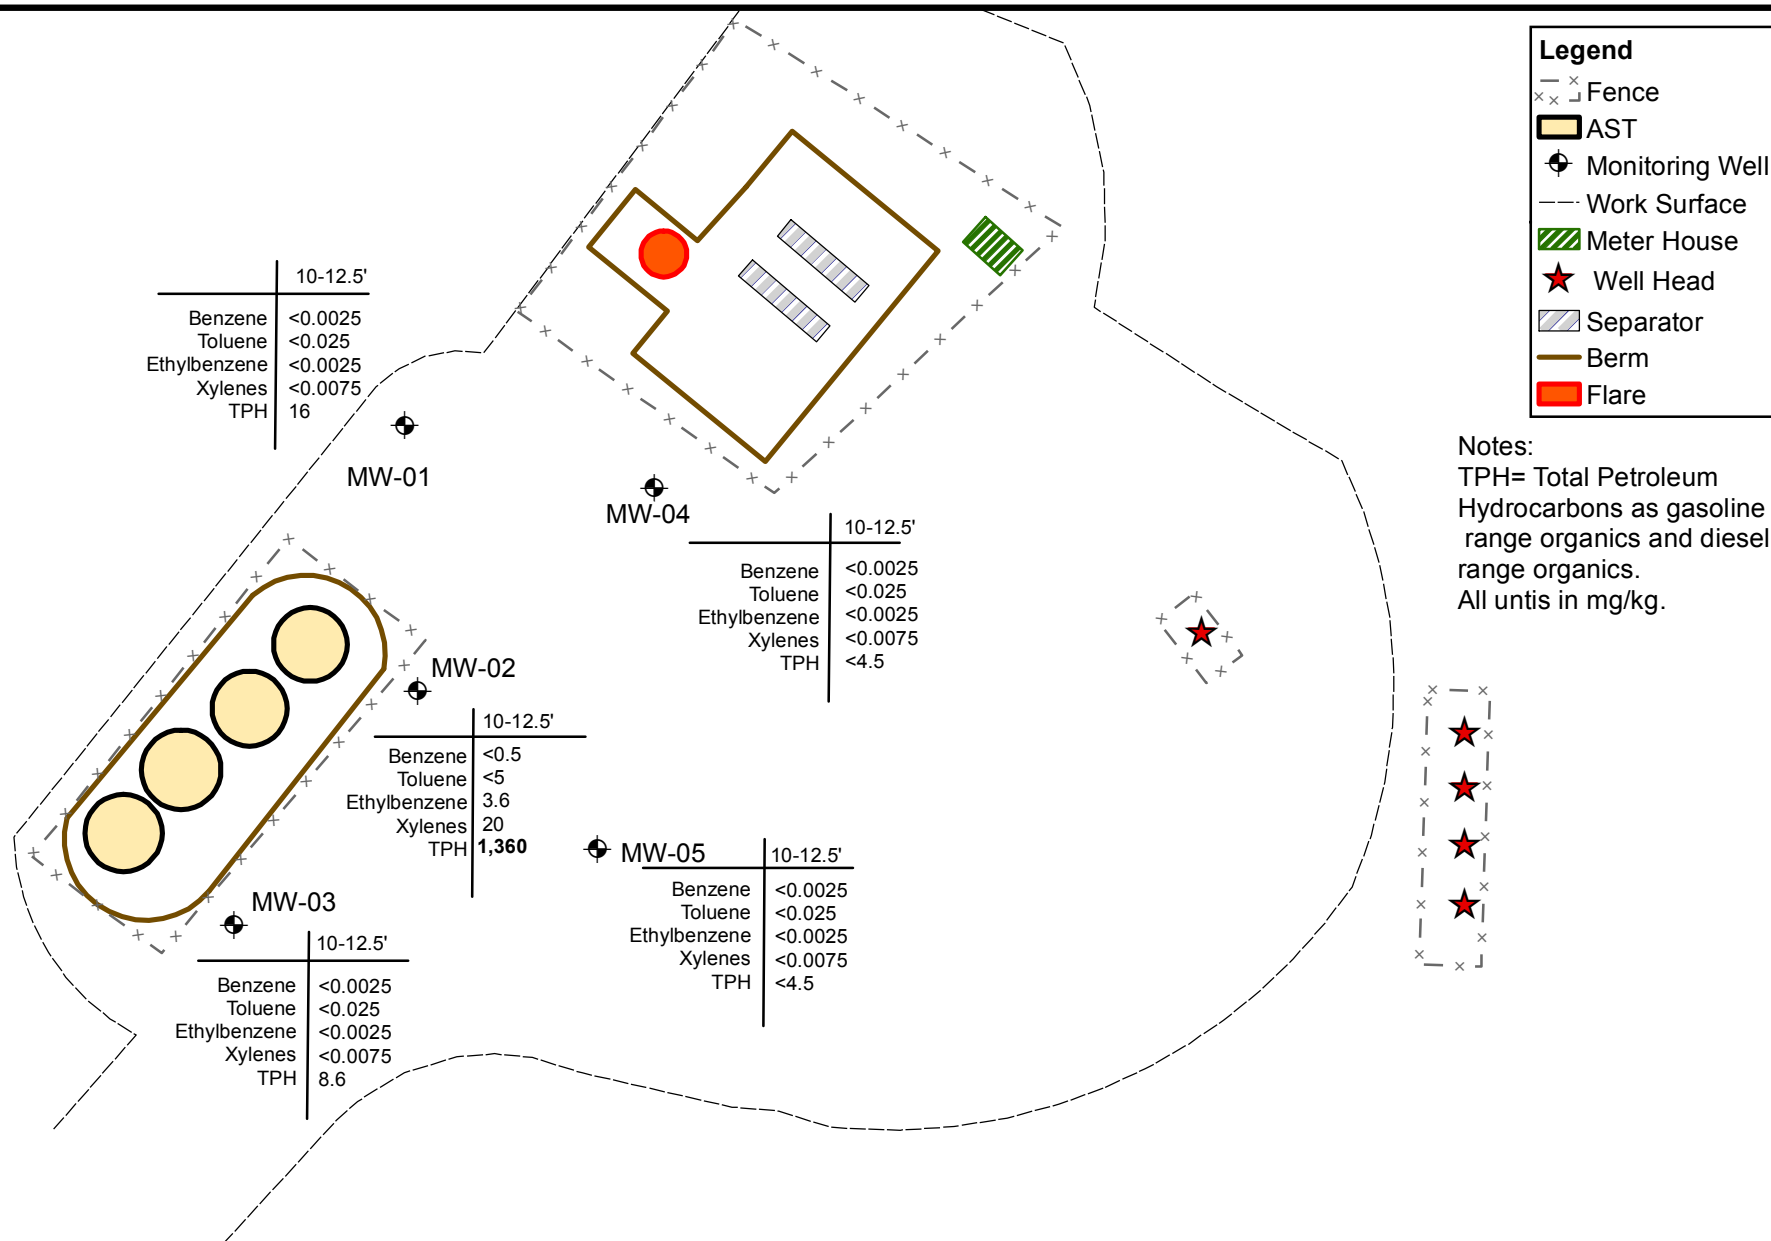 Legend
Fence
AST
Monitoring Well
Work Surface
Meter House
Well Head
Separator
Berm
Flare
Notes:
TPH= Total Petroleum
Hydrocarbons as gasoline
range organics and diesel
range organics.
All untis in mg/kg.
10-12.5'
Benzene <0.0025
Toluene <0.025
Ethylbenzene <0.0025
Xylenes <0.0075
TPH 16
MW-01
MW-04
10-12.5'
Benzene <0.0025
Toluene <0.025
Ethylbenzene <0.0025
Xylenes <0.0075
TPH <4.5
MW-02
10-12.5'
Benzene <0.5
Toluene <5
Ethylbenzene 3.6
Xylenes 20
TPH 1,360
MW-05
10-12.5'
Benzene <0.0025
Toluene <0.025
Ethylbenzene <0.0025
Xylenes <0.0075
TPH <4.5
MW-03
10-12.5'
Benzene <0.0025
Toluene <0.025
Ethylbenzene <0.0025
Xylenes <0.0075
TPH 8.6